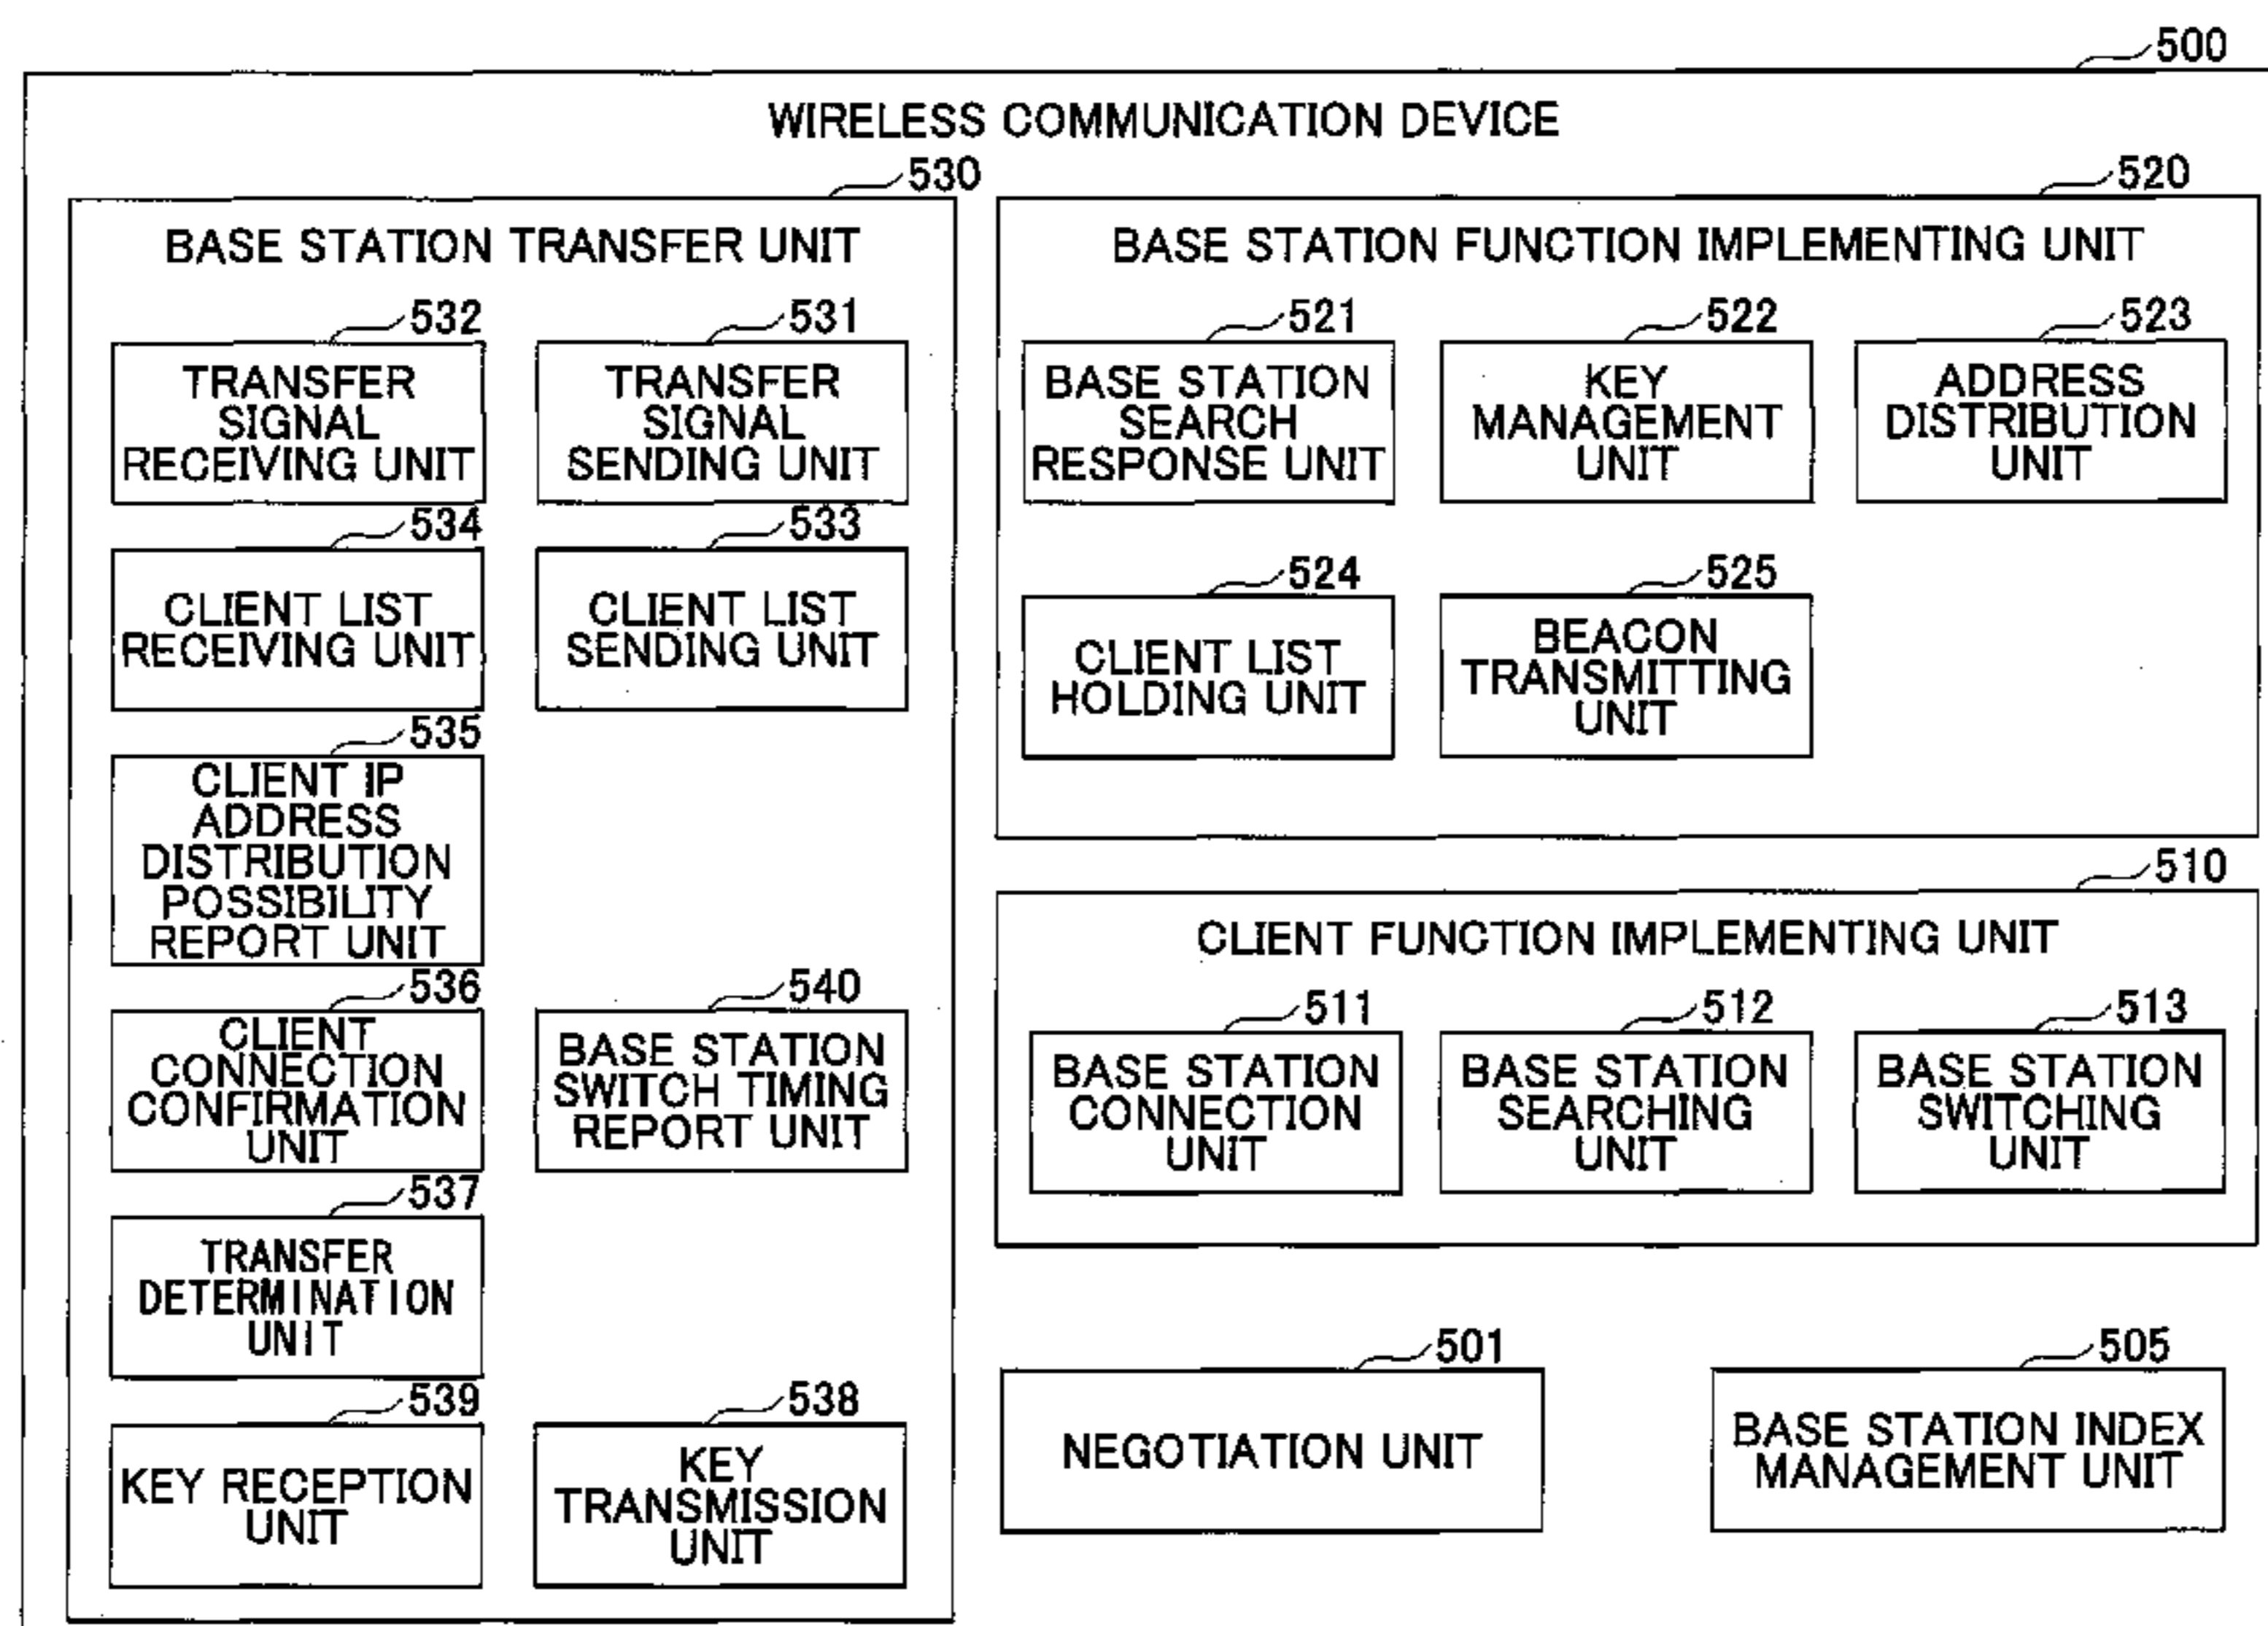 500
WIRELESS COMMUNICATION DEVICE
530
BASE STATION TRANSFER UNIT
532
TRANSFER
SIGNAL
RECEIVING UNIT
531
TRANSFER
SIGNAL
SENDING UNIT
534
CLIENT LIST
RECEIVING UNIT
533
CLIENT LIST
SENDING UNIT
535
CLIENT IP
ADDRESS
DISTRIBUTION
POSSIBILITY
REPORT UNIT
536
CLIENT
CONNECTION
CONFIRMATION
UNIT
540
BASE STATION
SWITCH TIMING
REPORT UNIT
537
TRANSFER
DETERMINATION
UNIT
539
KEY RECEPTION
UNIT
538
KEY
TRANSMISSION
UNIT
520
BASE STATION FUNCTION IMPLEMENTING UNIT
521
BASE STATION
SEARCH
RESPONSE UNIT
522
KEY
MANAGEMENT
UNIT
523
ADDRESS
DISTRIBUTION
UNIT
524
CLIENT LIST
HOLDING UNIT
525
BEACON
TRANSMITTING
UNIT
510
CLIENT FUNCTION IMPLEMENTING UNIT
511
BASE STATION
CONNECTION
UNIT
512
BASE STATION
SEARCHING
UNIT
513
BASE STATION
SWITCHING
UNIT
501
NEGOTIATION UNIT
505
BASE STATION INDEX
MANAGEMENT UNIT